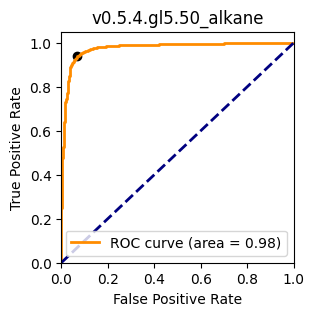 v0.5.4.gl5.50_alkane
True Positive Rate
1.0
0.8
0.6
0.4
0.2
0.0
ROC curve (area = 0.98)
0.0 0.2 0.4 0.6 0.8 1.0
False Positive Rate